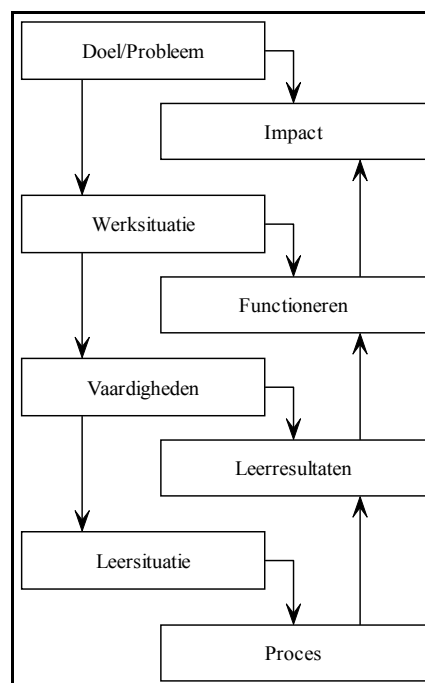 Doel/Probleem
Impact
Werksituatie
Functioneren
Vaardigheden
Leerresultaten
Leersituatie
Proces